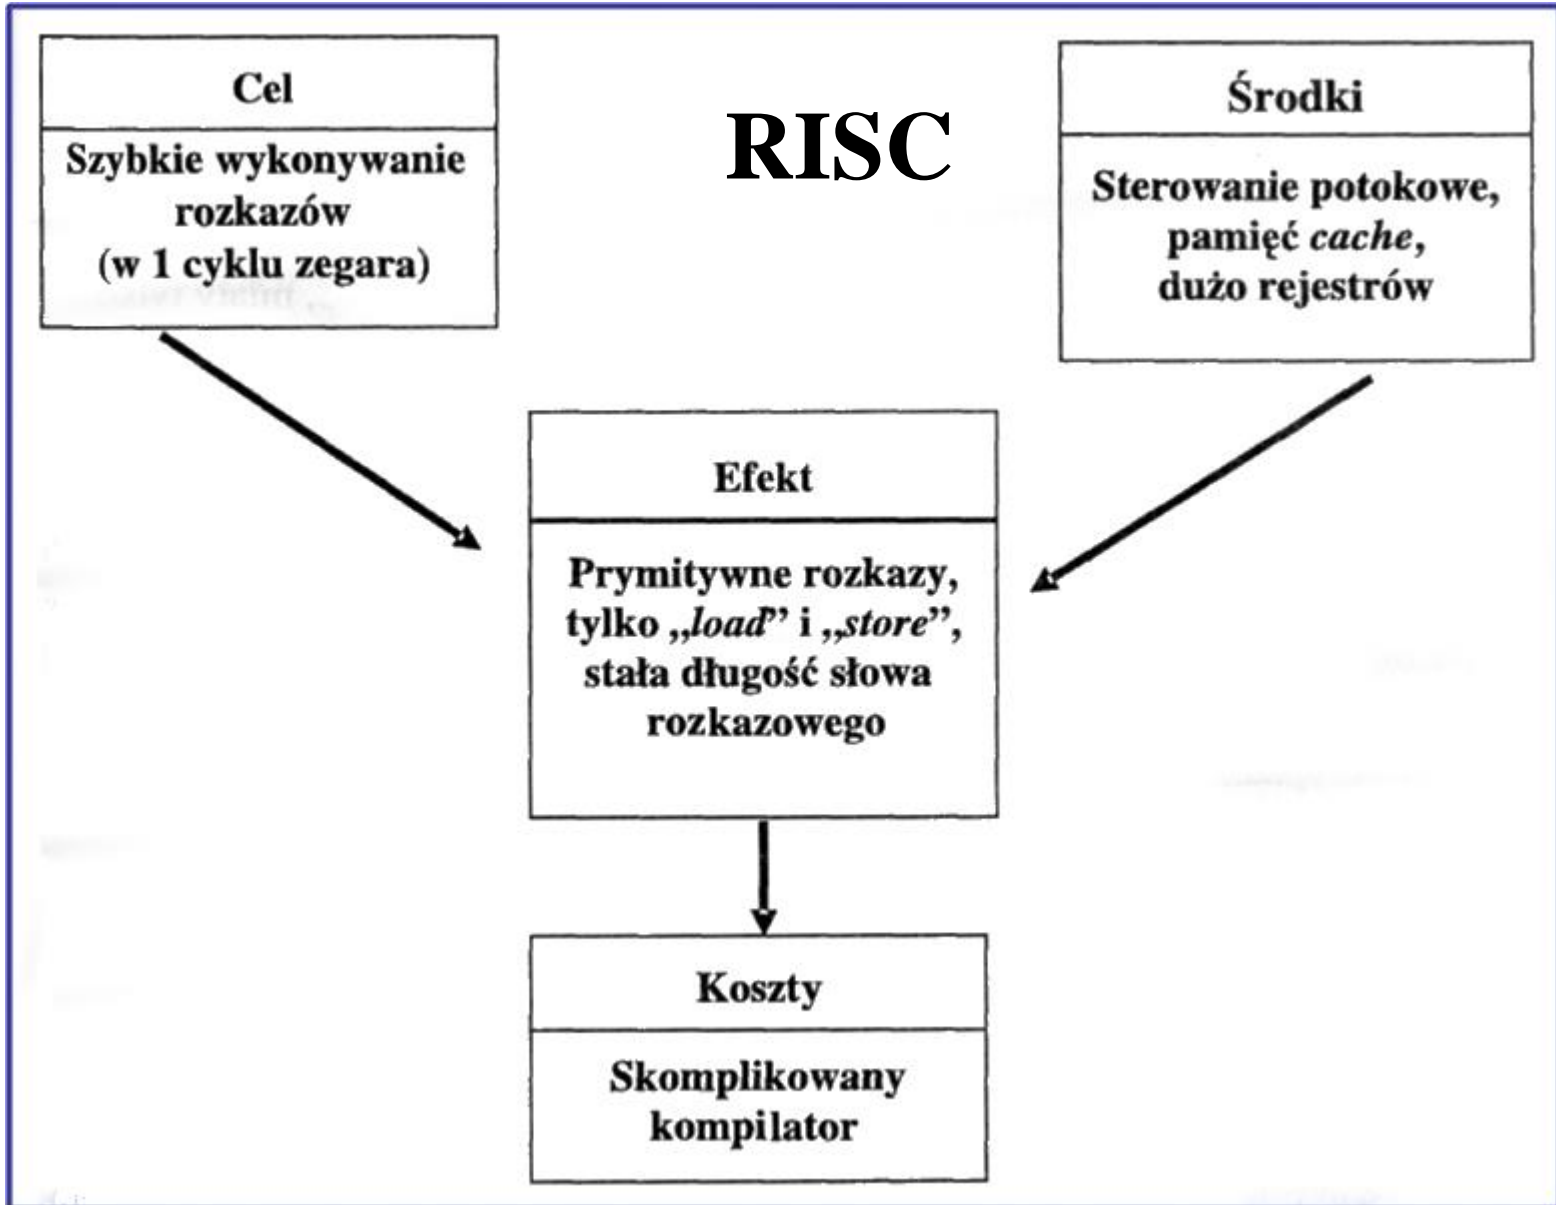 Cel
Szybkie wykonywanie
rozkazów
(w 1 cyklu zegara)
RISC
Środki
Sterowanie potokowe,
pamięć cache,
dużo rejestrów
Efekt
Prymitywne rozkazy,
tylko „load” i „store”,
stała długość słowa
rozkazowego
Koszty
Skomplikowany
kompilator